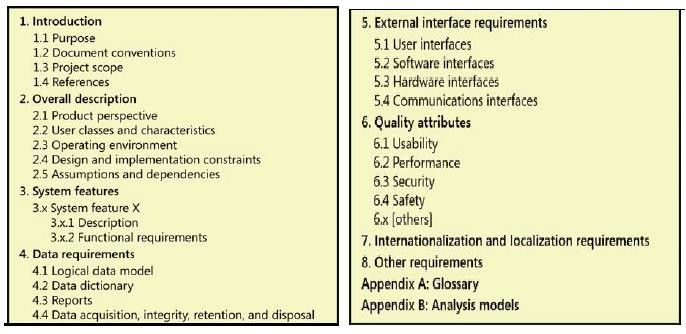 1. Introduction
1.1 Purpose
1.2 Document conventions
1.3 Project scope
1.4 References
2. Overall description
2.1 Product perspective
2.2 User classes and characteristics
2.3 Operating environment
2.4 Design and implementation constraints
2.5 Assumptions and dependencies
3. System features
3.x System feature X
3.x.1 Description
3.x.2 Functional requirements
4. Data requirements
4.1 Logical data model
4.2 Data dictionary
4.3 Reports
4.4 Data acquisition, integrity, retention, and disposal
5. External interface requirements
5.1 User interfaces
5.2 Software interfaces
5.3 Hardware interfaces
5.4 Communications interfaces
6. Quality attributes
6.1 Usability
6.2 Performance
6.3 Security
6.4 Safety
6.x [others]
7. Internationalization and localization requirements
8. Other requirements
Appendix A: Glossary
Appendix B: Analysis models